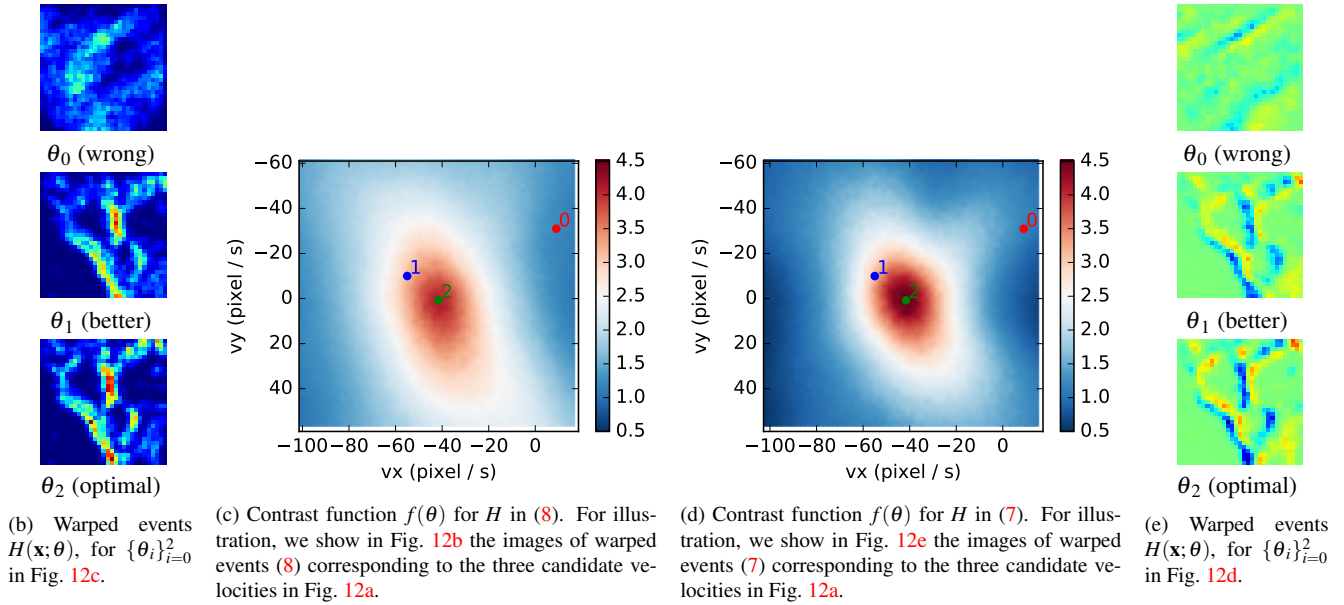 θ0 (wrong)
θ1 (better)
θ2 (optimal)
(b) Warped events
H(x;θ), for {θi}²i=0
in Fig. 12c.
−60
−40
−20
0
20
40
vy (pixel / s)
−100 −80 −60 −40 −20 0
vx (pixel / s)
0
1
2
4.5
4.0
3.5
3.0
2.5
2.0
1.5
1.0
0.5
(c) Contrast function f(θ) for H in (8). For illus-
tration, we show in Fig. 12b the images of warped
events (8) corresponding to the three candidate ve-
locities in Fig. 12a.
−60
−40
−20
0
20
40
vy (pixel / s)
−100 −80 −60 −40 −20 0
vx (pixel / s)
0
1
2
4.5
4.0
3.5
3.0
2.5
2.0
1.5
1.0
0.5
(d) Contrast function f(θ) for H in (7). For illus-
tration, we show in Fig. 12e the images of warped
events (7) corresponding to the three candidate ve-
locities in Fig. 12a.
θ0 (wrong)
θ1 (better)
θ2 (optimal)
(e) Warped events
H(x;θ), for {θi}²i=0
in Fig. 12d.